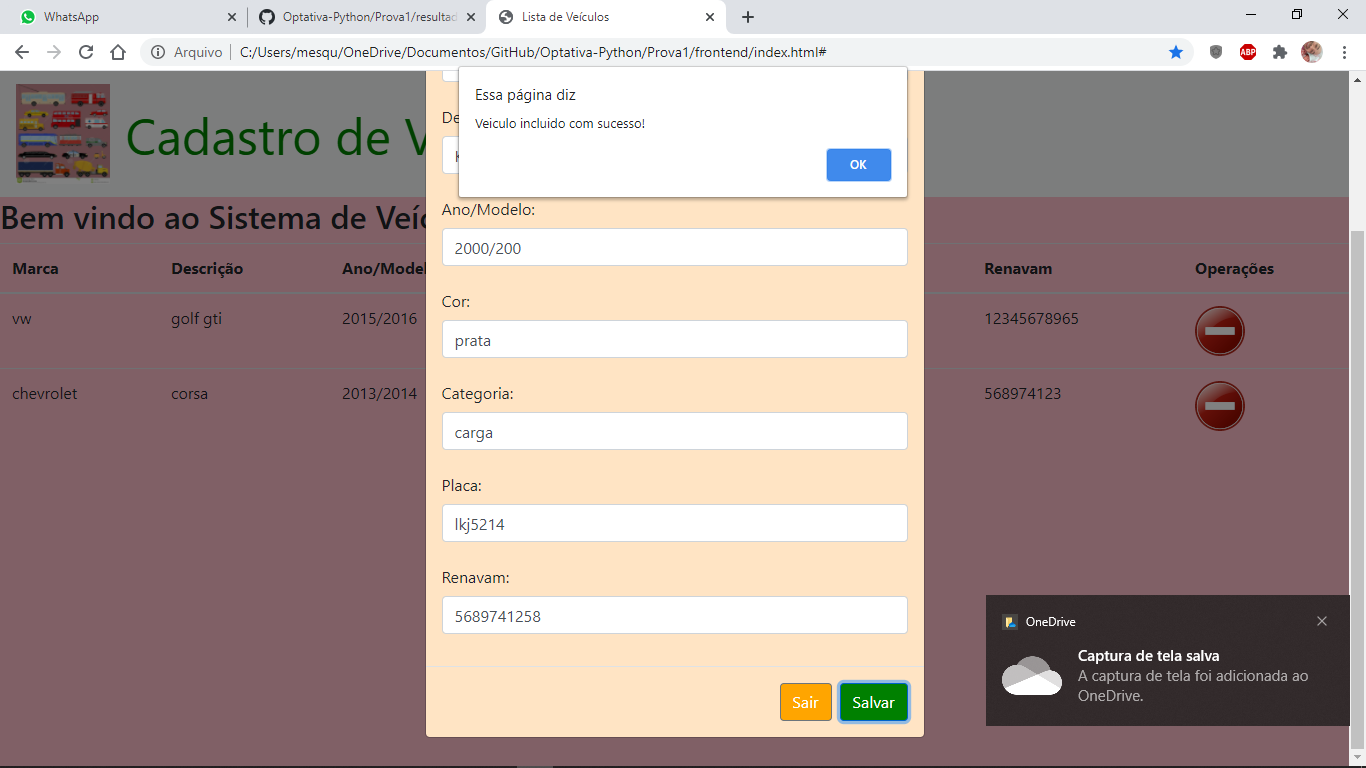 WhatsApp
Optativa-Python/Prova1/resultad
Lista de Veículos
Arquivo
C:/Users/mesqu/OneDrive/Documentos/GitHub/Optativa-Python/Prova1/frontend/index.html#
ABP
Essa página diz
Veiculo incluido com sucesso!
OK
Cadastro de V
Bem vindo ao Sistema de Veíc
De
Ano/Modelo:
2000/200
Cor:
prata
Categoria:
carga
Placa:
lkj5214
Renavam:
5689741258
Sair Salvar
Marca Descrição Ano/Model Renavam Operações
vw golf gti 2015/2016 12345678965
chevrolet corsa 2013/2014 568974123
OneDrive
Captura de tela salva
A captura de tela foi adicionada ao
OneDrive.